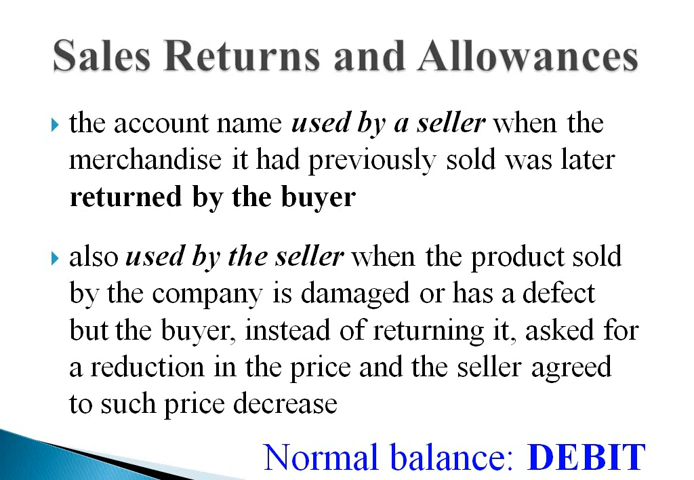 Sales Returns and Allowances
the account name used by a seller when the
merchandise it had previously sold was later
returned by the buyer
also used by the seller when the product sold
by the company is damaged or has a defect
but the buyer, instead of returning it, asked for
a reduction in the price and the seller agreed
to such price decrease
Normal balance: DEBIT